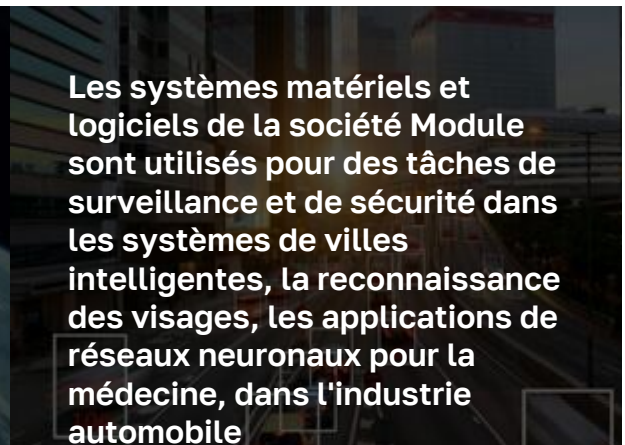 Les systèmes matériels et
logiciels de la société Module
sont utilisés pour des tâches de
surveillance et de sécurité dans
les systèmes de villes
intelligentes, la reconnaissance
des visages, les applications de
réseaux neuronaux pour la
médecine, dans l'industrie
automobile